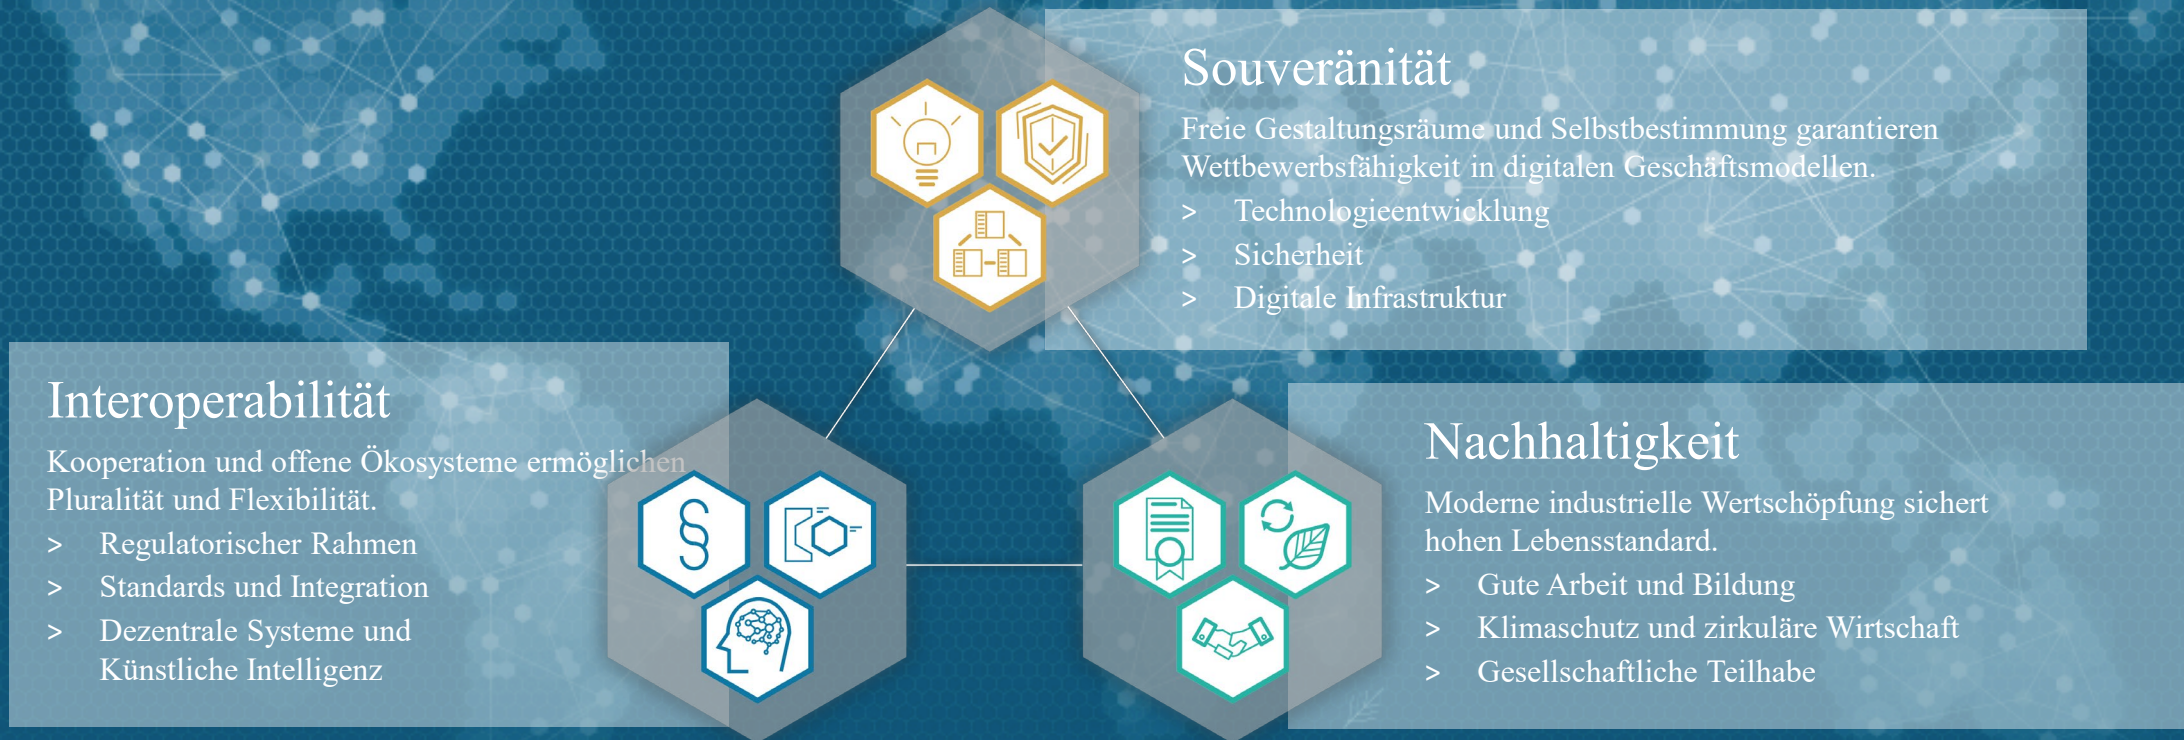 Souveränität
Freie Gestaltungsräume und Selbstbestimmung garantieren
Wettbewerbsfähigkeit in digitalen Geschäftsmodellen.
> Technologieentwicklung
> Sicherheit
> Digitale Infrastruktur
Interoperabilität
Kooperation und offene Ökosysteme ermöglichen
Pluralität und Flexibilität.
> Regulatorischer Rahmen
> Standards und Integration
> Dezentrale Systeme und
Künstliche Intelligenz
§
Nachhaltigkeit
Moderne industrielle Wertschöpfung sichert
hohen Lebensstandard.
> Gute Arbeit und Bildung
> Klimaschutz und zirkuläre Wirtschaft
> Gesellschaftliche Teilhabe